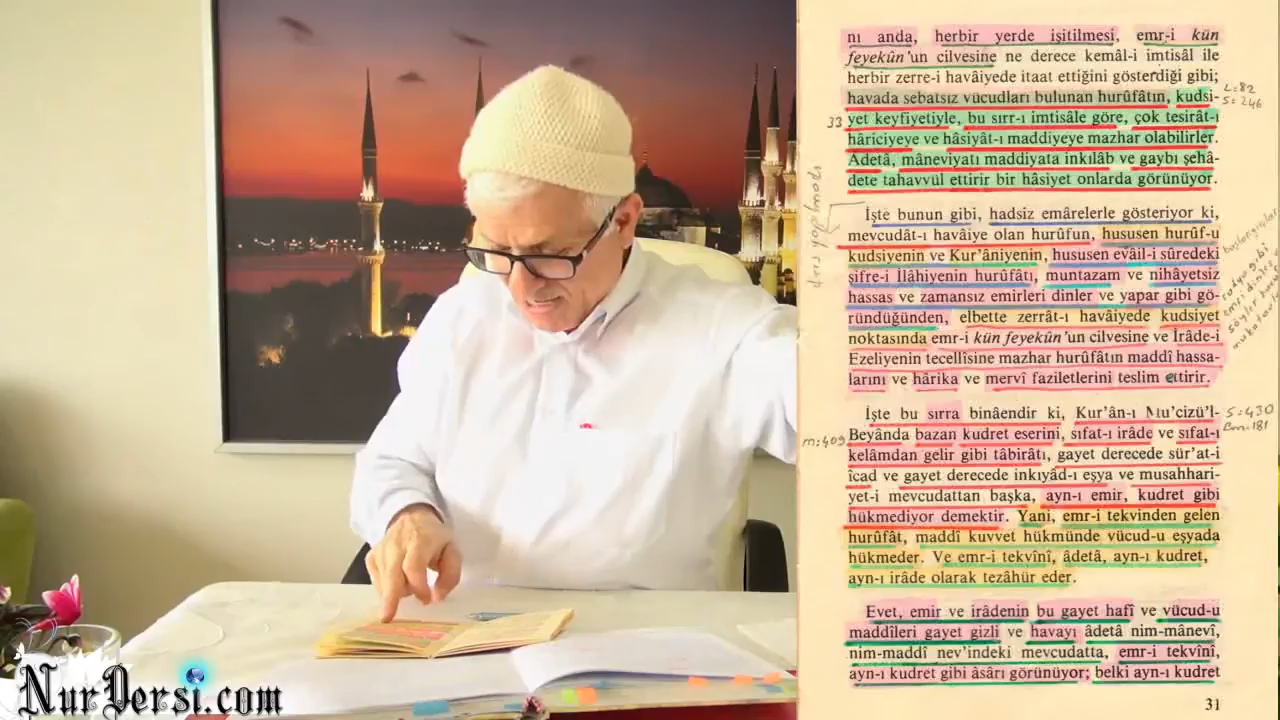 nı anda, herbir yerde işitilmesi, emr-i kün
feyekûn'un cilvesine ne derece kemâl-i imtisâl ile
herbir zerre-i havâiyede itaat ettiğini gösterdiği gibi;
havada sebatsız vücudları bulunan hurûfâtın, kudsi-
yet keyfiyetiyle, bu sırr-ı imtisâle göre, çok tesirât-ı
hâriciyeye ve hâsiyât-ı maddiyeye mazhar olabilirler.
Adetâ, mâneviyatı maddiyata inkılâb ve gaybı şehâ-
dete tahavvül ettirir bir hâsiyet onlarda görünüyor.
L=82
S=246
33
ders yapılmadı
İşte bunun gibi, hadsiz emârelerle gösteriyor ki,
mevcudât-ı havâiye olan hurûfun, hususen hurûf-u
kudsiyenin ve Kur'âniyenin, hususen evâil-i sûredeki
şifre-i İlâhiyenin hurûfâtı, muntazam ve nihâyetsiz
hassas ve zamansız emirleri dinler ve yapar gibi gö-
ründüğünden, elbette zerrât-ı havâiyede kudsiyet
noktasında emr-i kün feyekûn'un cilvesine ve İrâde-i
Ezeliyenin tecellîsine mazhar hurûfâtın maddî hassa-
larını ve hârika ve mervî faziletlerini teslim ettirir.
İşte bu sırra binâendir ki, Kur'ân-ı Mu'cizü'l-
Beyânda bazan kudret eserini, sıfat-ı irâde ve sıfat-ı
kelâmdan gelir gibi tâbirâtı, gayet derecede sür'at-i
îcad ve gayet derecede inkıyâd-ı eşya ve musahhari-
yet-i mevcudattan başka, ayn-ı emir, kudret gibi
hükmediyor demektir. Yani, emr-i tekvinden gelen
hurûfât, maddî kuvvet hükmünde vücud-u eşyada
hükmeder. Ve emr-i tekvînî, âdetâ, ayn-ı kudret,
ayn-ı irâde olarak tezâhür eder.
S=430
m:409
Evet, emir ve irâdenin bu gayet hafî ve vücud-u
maddîleri gayet gizli ve havayı âdetâ nim-mânevî,
nim-maddî nev'indeki mevcudatta, emr-i tekvînî,
ayn-ı kudret gibi âsârı görünüyor; belki ayn-ı kudret
31
NurDersi.com